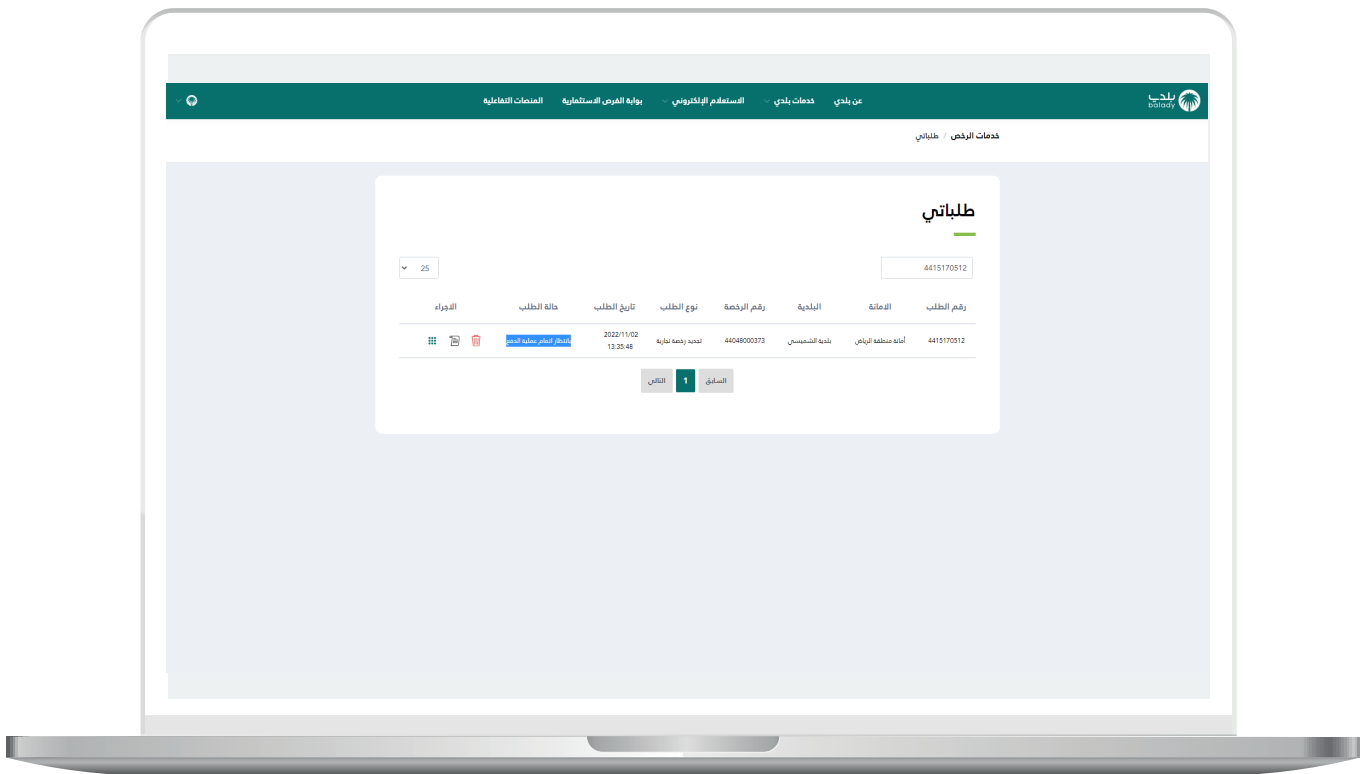 بلدي
balady
عن بلدي خدمات بلدي الاستعلام الإلكتروني بوابة الفرص الاستثمارية المنصات التفاعلية
خدمات الرخص / طلباتي
طلباتي
4415170512 25
رقم الطلب الامانة البلدية رقم الرخصة نوع الطلب تاريخ الطلب حالة الطلب الاجراء
4415170512 أمانة منطقة الرياض بلدية الشميسي 44048000373 تجديد رخصة تجارية 2022/11/02 13:35:48 بانتظار اتمام عملية الدفع
السابق 1 التالي